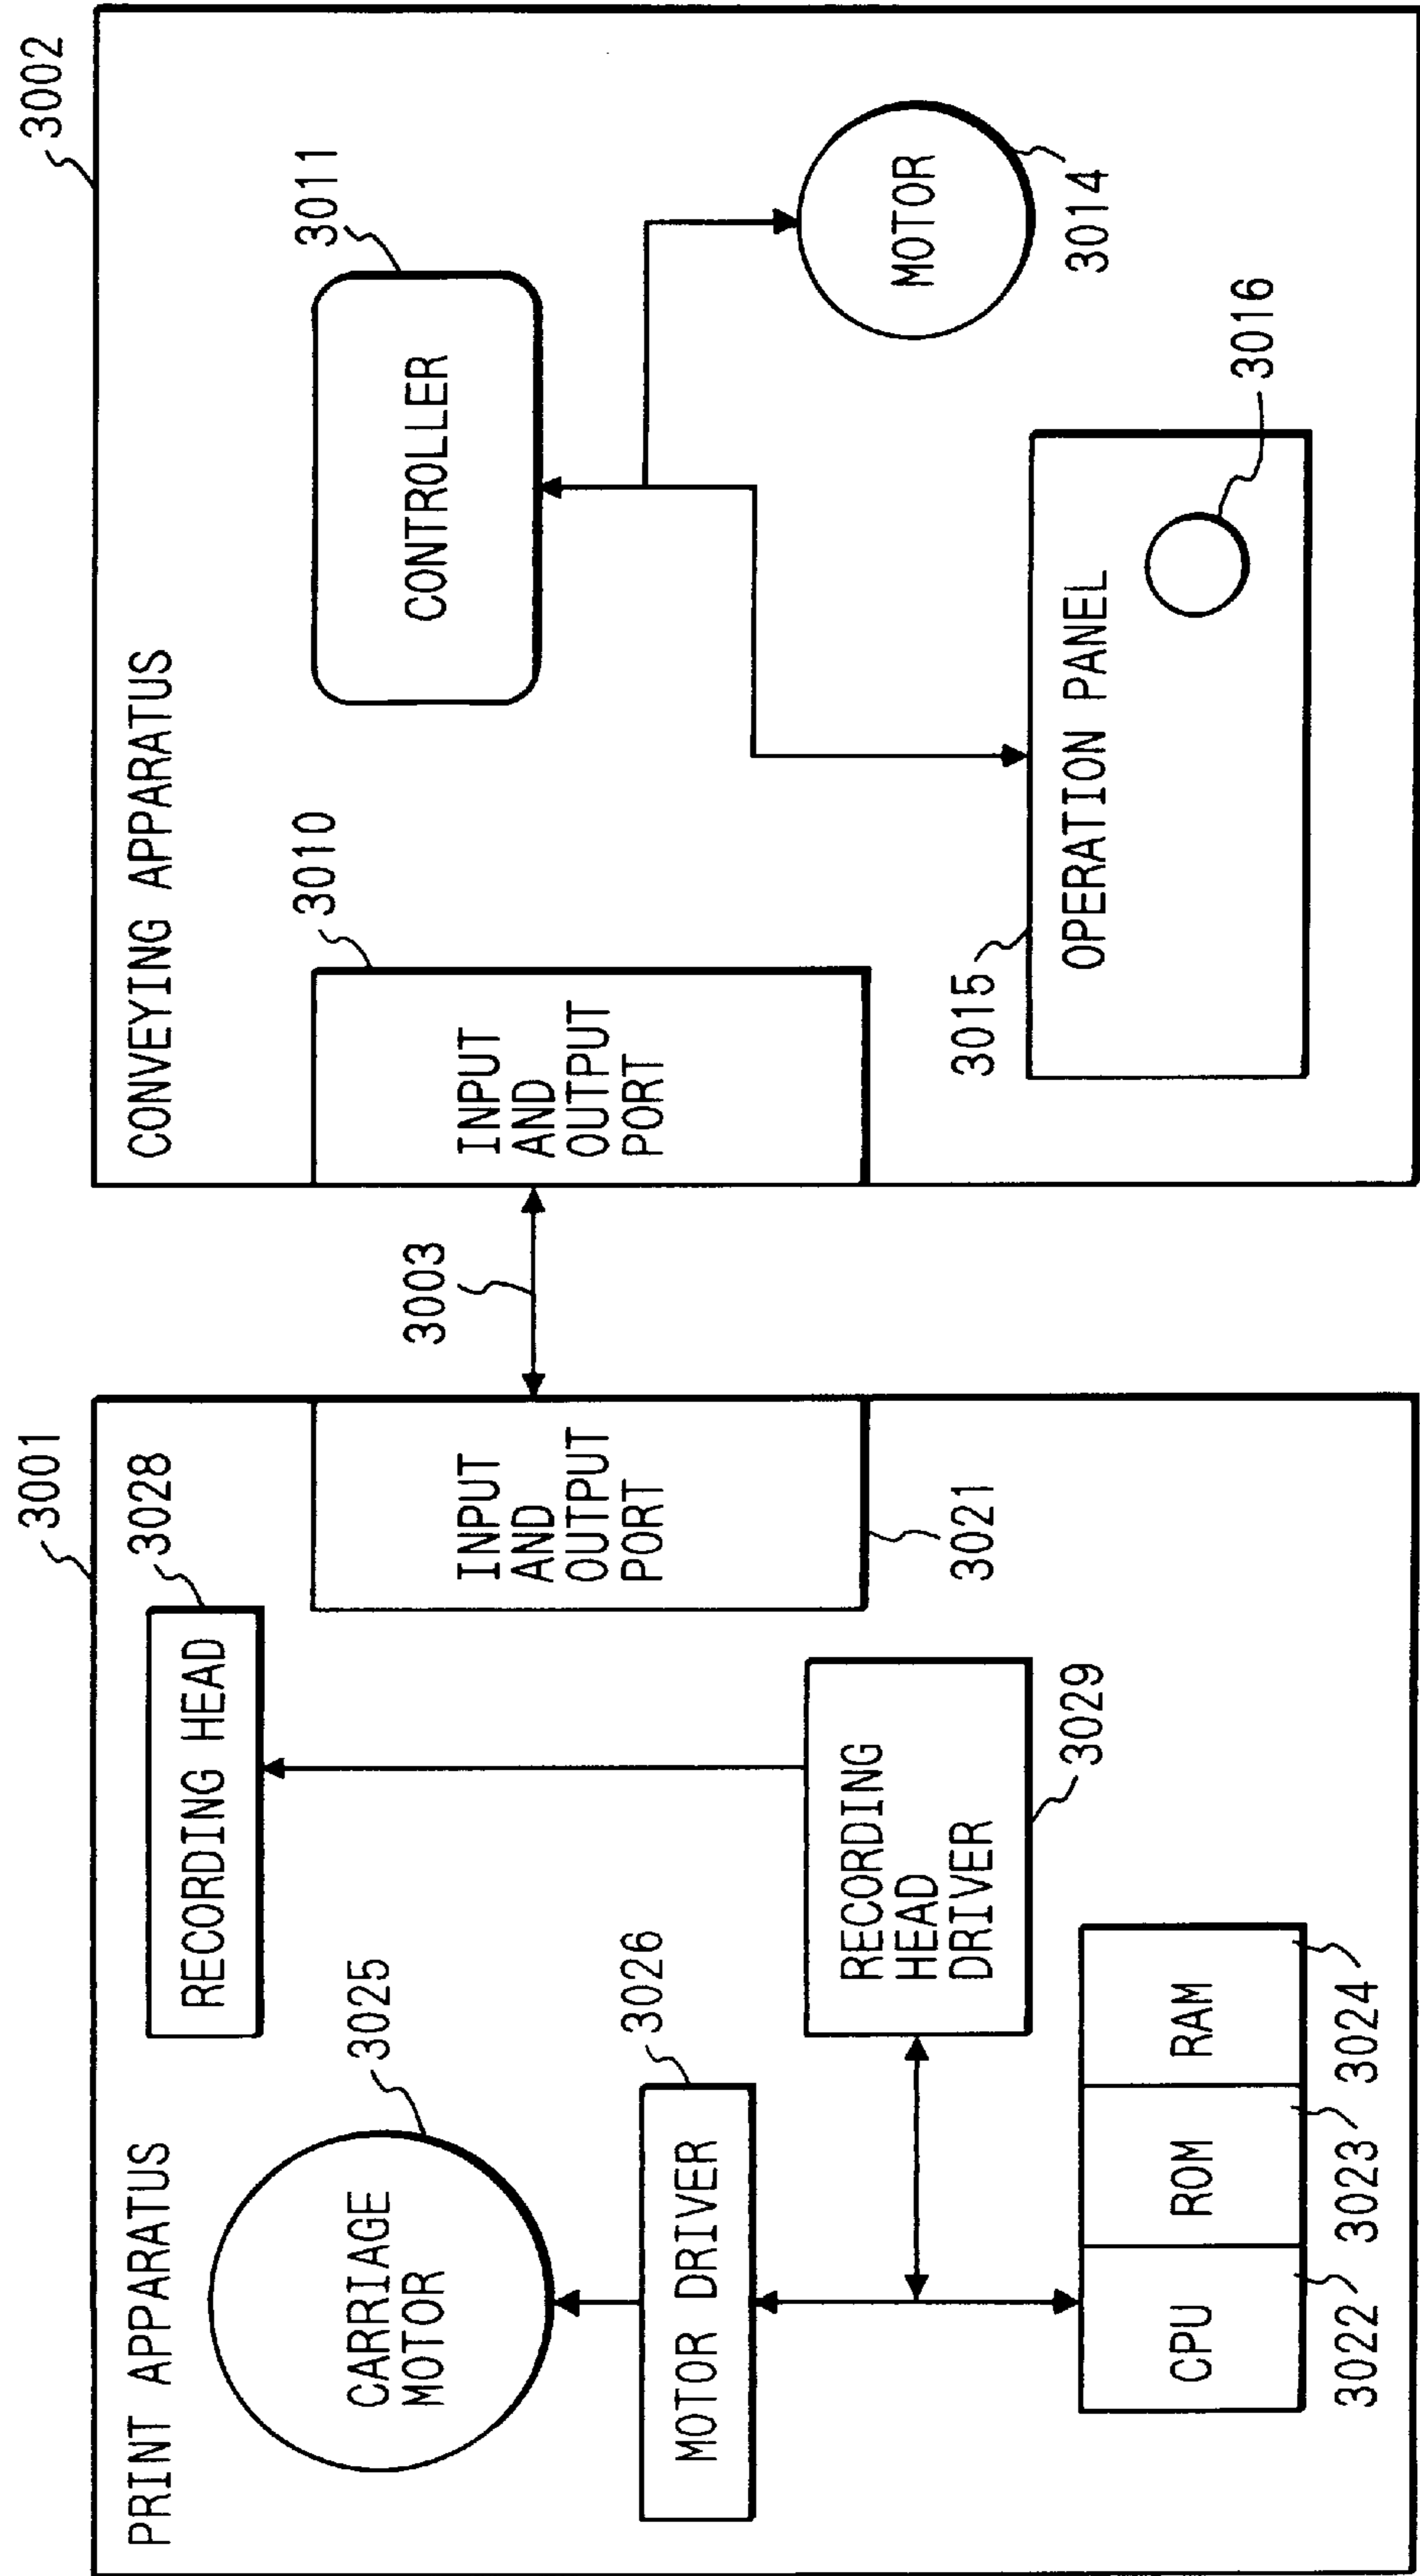 3001
PRINT APPARATUS
3028
RECORDING HEAD
3025
CARRIAGE
MOTOR
3026
MOTOR DRIVER
INPUT
AND
OUTPUT
PORT
3021
RECORDING
HEAD
DRIVER
3029
CPU
ROM
RAM
3022
3023
3024
3003
3002
CONVEYING APPARATUS
3010
INPUT
AND
OUTPUT
PORT
3011
CONTROLLER
MOTOR
3014
3015
OPERATION PANEL
3016